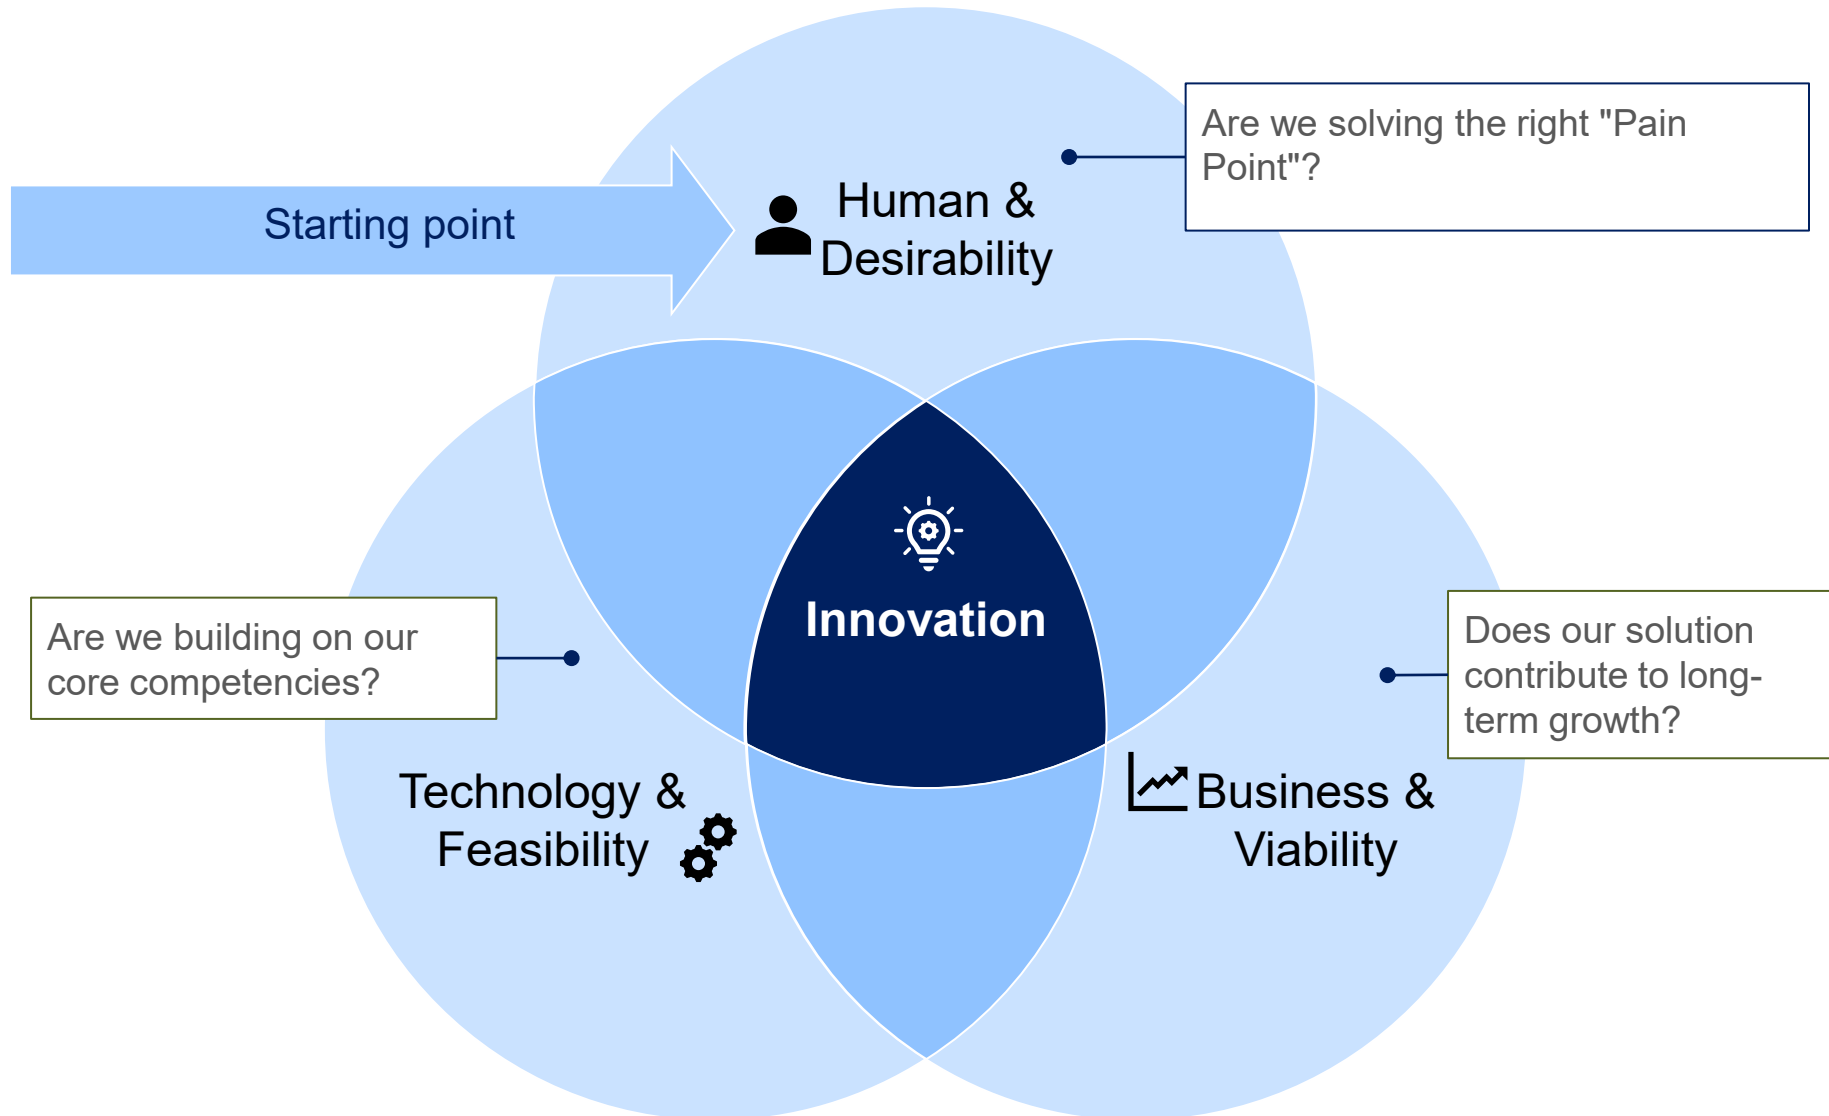 Are we solving the right "Pain
Point"?
Starting point
Human &
Desirability
Innovation
Are we building on our
core competencies?
Does our solution
contribute to long-
term growth?
Technology &
Feasibility
Business &
Viability